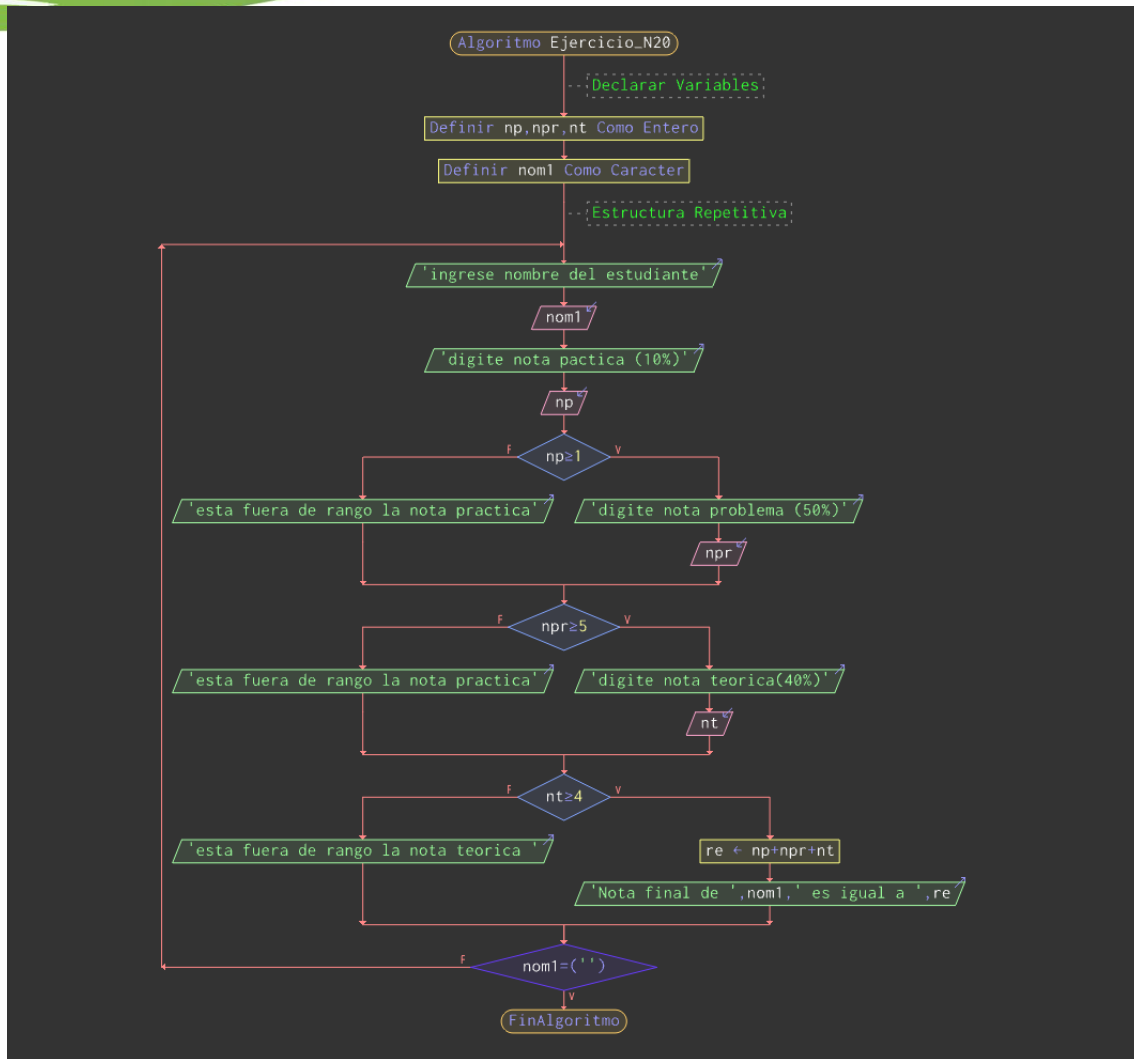 Algoritmo Ejercicio_N20
Declarar Variables
Definir np,npr,nt Como Entero
Definir nom1 Como Caracter
Estructura Repetitiva
'ingrese nombre del estudiante'
nom1
'digite nota pactica (10%)'
np
F np≥1 V
'esta fuera de rango la nota practica'
'digite nota problema (50%)'
npr
F npr≥5 V
'esta fuera de rango la nota practica'
'digite nota teorica(40%)'
nt
F nt≥4 V
'esta fuera de rango la nota teorica '
re ← np+npr+nt
'Nota final de ',nom1,' es igual a ',re
F nom1=('')
V
FinAlgoritmo